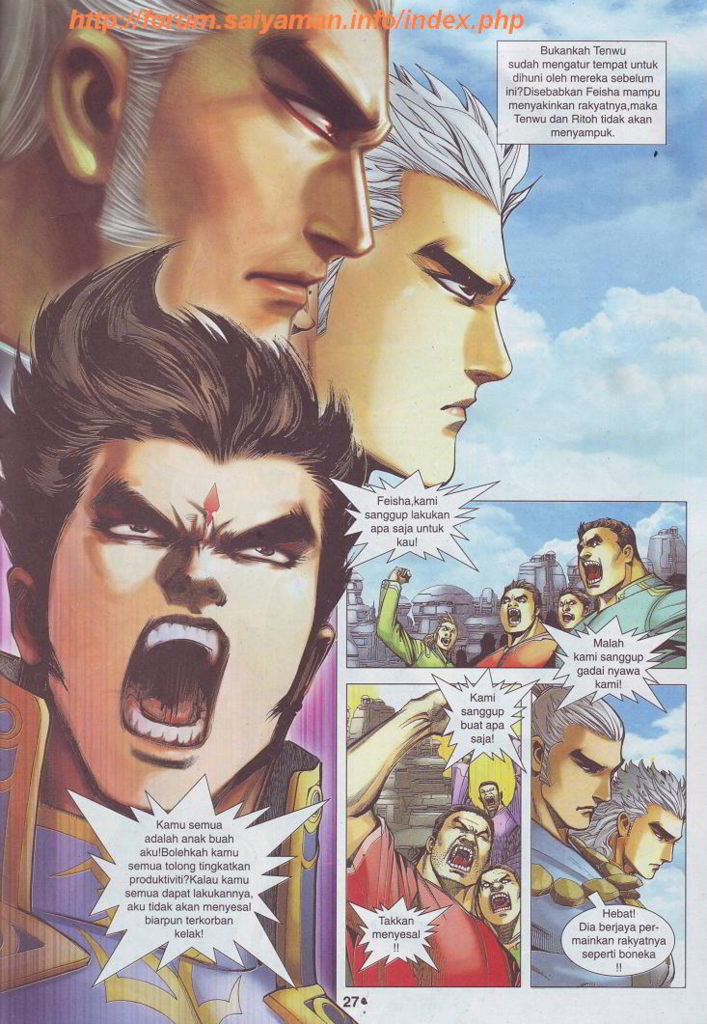 http://forum.saiyaman.info/index.php
Bukankah Tenwu
sudah mengatur tempat untuk
dihuni oleh mereka sebelum
ini?Disebabkan Feisha mampu
menyakinkan rakyatnya,maka
Tenwu dan Ritoh tidak akan
menyampuk.
Feisha,kami
sanggup lakukan
apa saja untuk
kau!
Malah
kami sanggup
gadai nyawa
kami!
Kamu semua
adalah anak buah
aku!Bolehkah kamu
semua tolong tingkatkan
produktiviti?Kalau kamu
semua dapat lakukannya,
aku tidak akan menyesal
biarpun terkorban
kelak!
Kami
sanggup
buat apa
saja!
Takkan
menyesal
!!
Hebat!
Dia berjaya per-
mainkan rakyatnya
seperti boneka
!!
27